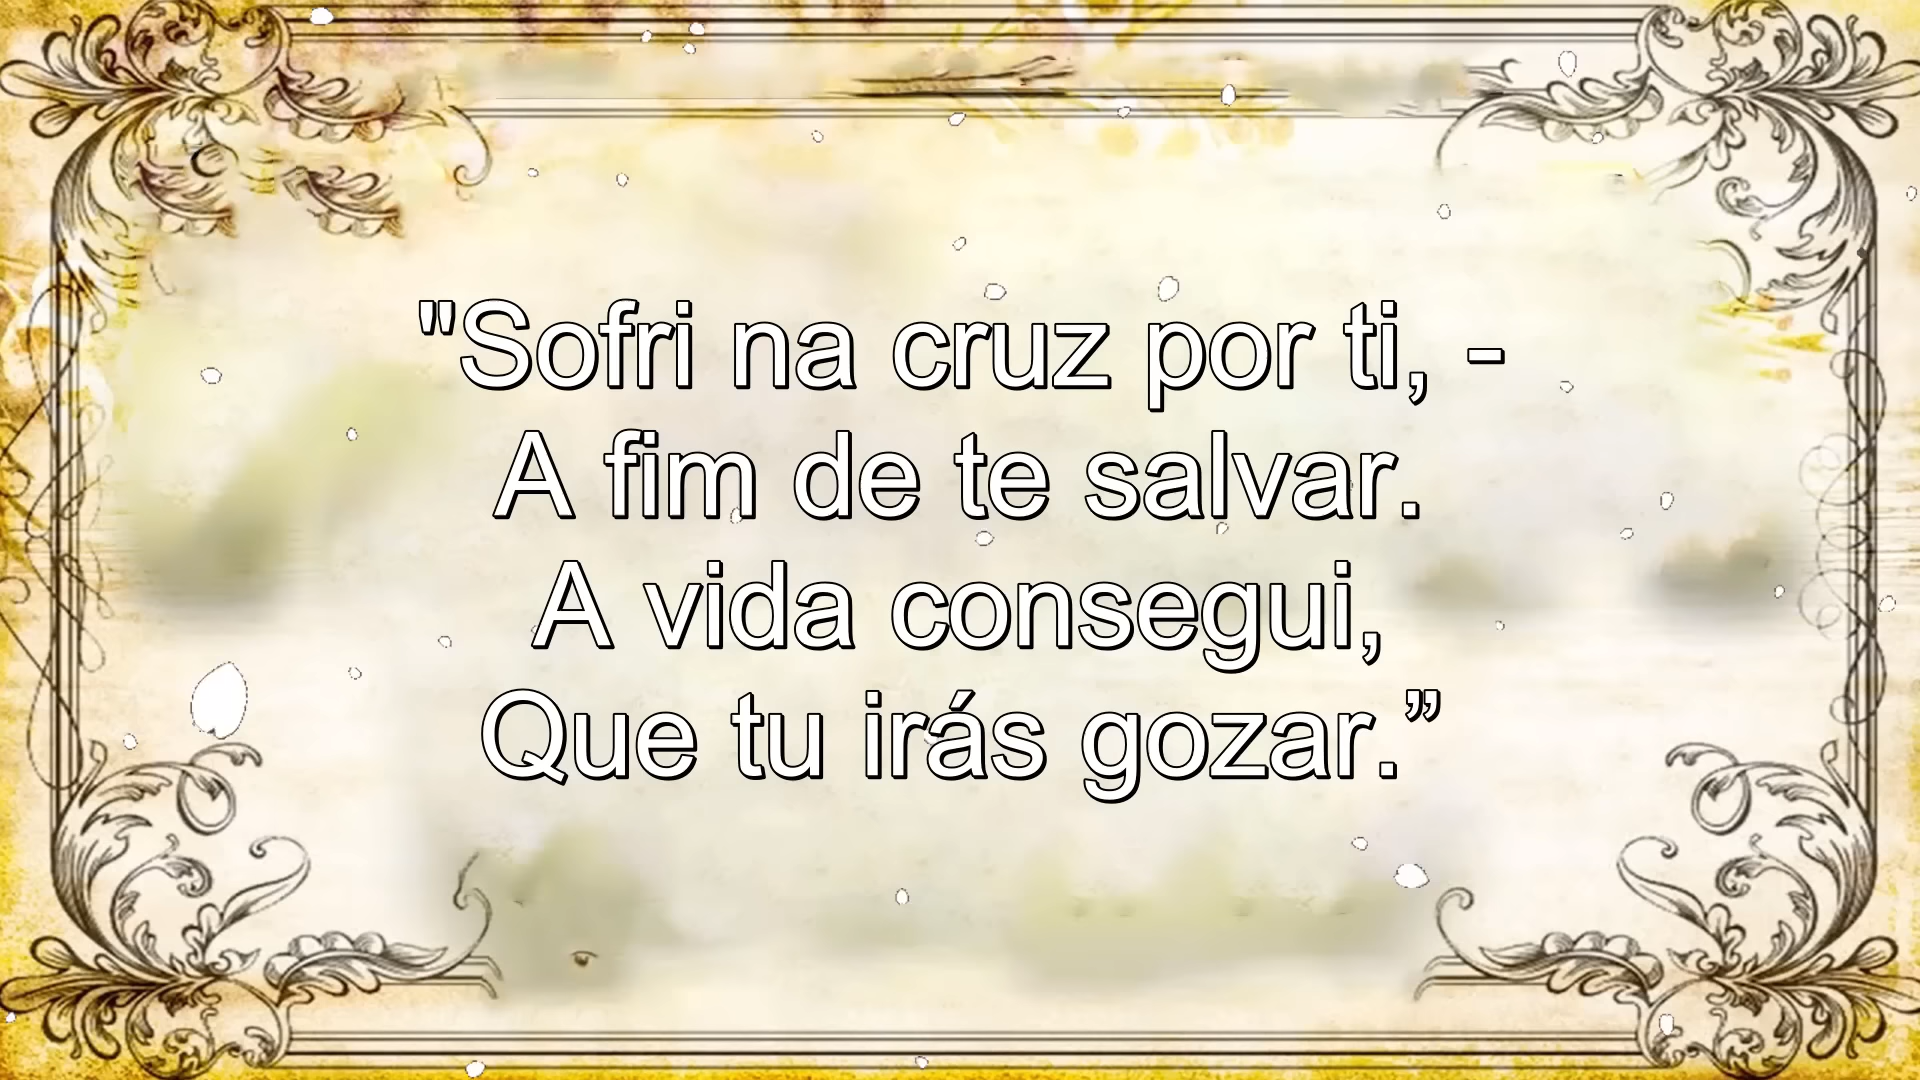 "Sofri na cruz por ti, -
A fim de te salvar.
A vida consegui,
Que tu irás gozar.”